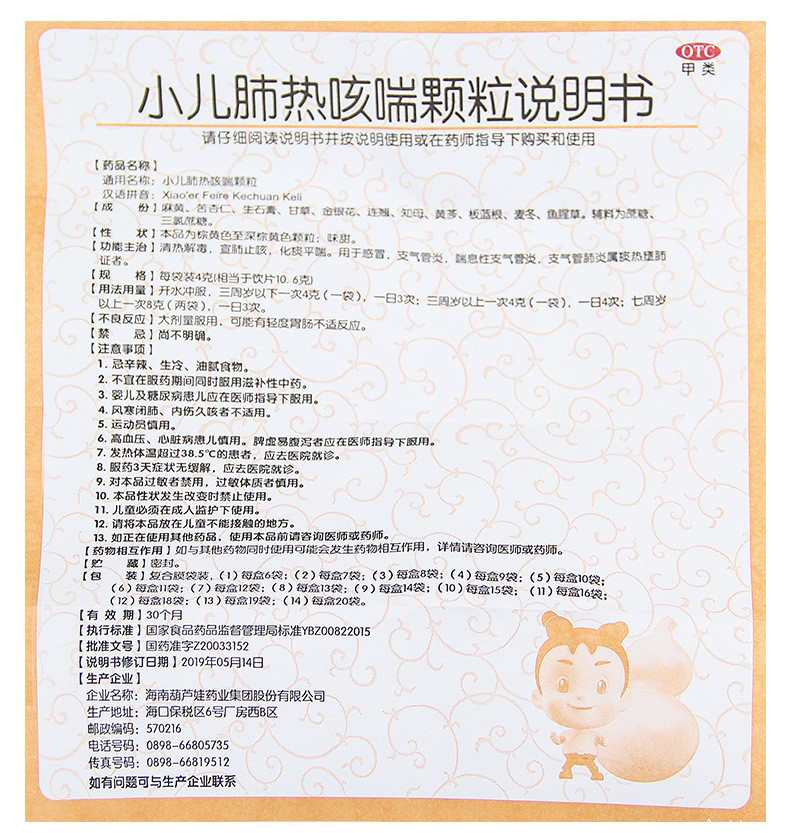 OTC
甲类
小儿肺热咳喘颗粒说明书
请仔细阅读说明书并按说明使用或在药师指导下购买和使用
【药品名称】
通用名称：小儿肺热咳喘颗粒
汉语拼音：Xiao'er Feire Kechuan Keli
【成　份】麻黄、苦杏仁、生石膏、甘草、金银花、连翘、知母、黄芩、板蓝根、麦冬、鱼腥草。辅料为蔗糖、
三氯蔗糖。
【性　状】本品为棕黄色至深棕黄色颗粒；味甜。
【功能主治】清热解毒，宣肺止咳，化痰平喘。用于感冒，支气管炎，喘息性支气管炎，支气管肺炎属痰热壅肺
证者。
【规　格】每袋装4克(相当于饮片10.6克)
【用法用量】开水冲服，三周岁以下一次4克（一袋），一日3次；三周岁以上一次4克（一袋），一日4次；七周岁
以上一次8克（两袋），一日3次。
【不良反应】大剂量服用，可能有轻度胃肠不适反应。
【禁　忌】尚不明确。
【注意事项】
1. 忌辛辣、生冷、油腻食物。
2. 不宜在服药期间同时服用滋补性中药。
3. 婴儿及糖尿病患儿应在医师指导下服用。
4. 风寒闭肺、内伤久咳者不适用。
5. 运动员慎用。
6. 高血压、心脏病患儿慎用。脾虚易腹泻者应在医师指导下服用。
7. 发热体温超过38.5℃的患者，应去医院就诊。
8. 服药3天症状无缓解，应去医院就诊。
9. 对本品过敏者禁用，过敏体质者慎用。
10. 本品性状发生改变时禁止使用。
11. 儿童必须在成人监护下使用。
12. 请将本品放在儿童不能接触的地方。
13. 如正在使用其他药品，使用本品前请咨询医师或药师。
【药物相互作用】如与其他药物同时使用可能会发生药物相互作用，详情请咨询医师或药师。
【贮　藏】密封。
【包　装】复合膜袋装，（1）每盒6袋；（2）每盒7袋；（3）每盒8袋；（4）每盒9袋；（5）每盒10袋；
（6）每盒11袋；（7）每盒12袋；（8）每盒13袋；（9）每盒14袋；（10）每盒15袋；（11）每盒16袋；
（12）每盒18袋；（13）每盒19袋；（14）每盒20袋。
【有 效 期】30个月
【执行标准】国家食品药品监督管理局标准YBZ00822015
【批准文号】国药准字Z20033152
【说明书修订日期】2019年05月14日
【生产企业】
企业名称：海南葫芦娃药业集团股份有限公司
生产地址：海口保税区6号厂房西B区
邮政编码：570216
电话号码：0898-66805735
传真号码：0898-66819512
如有问题可与生产企业联系